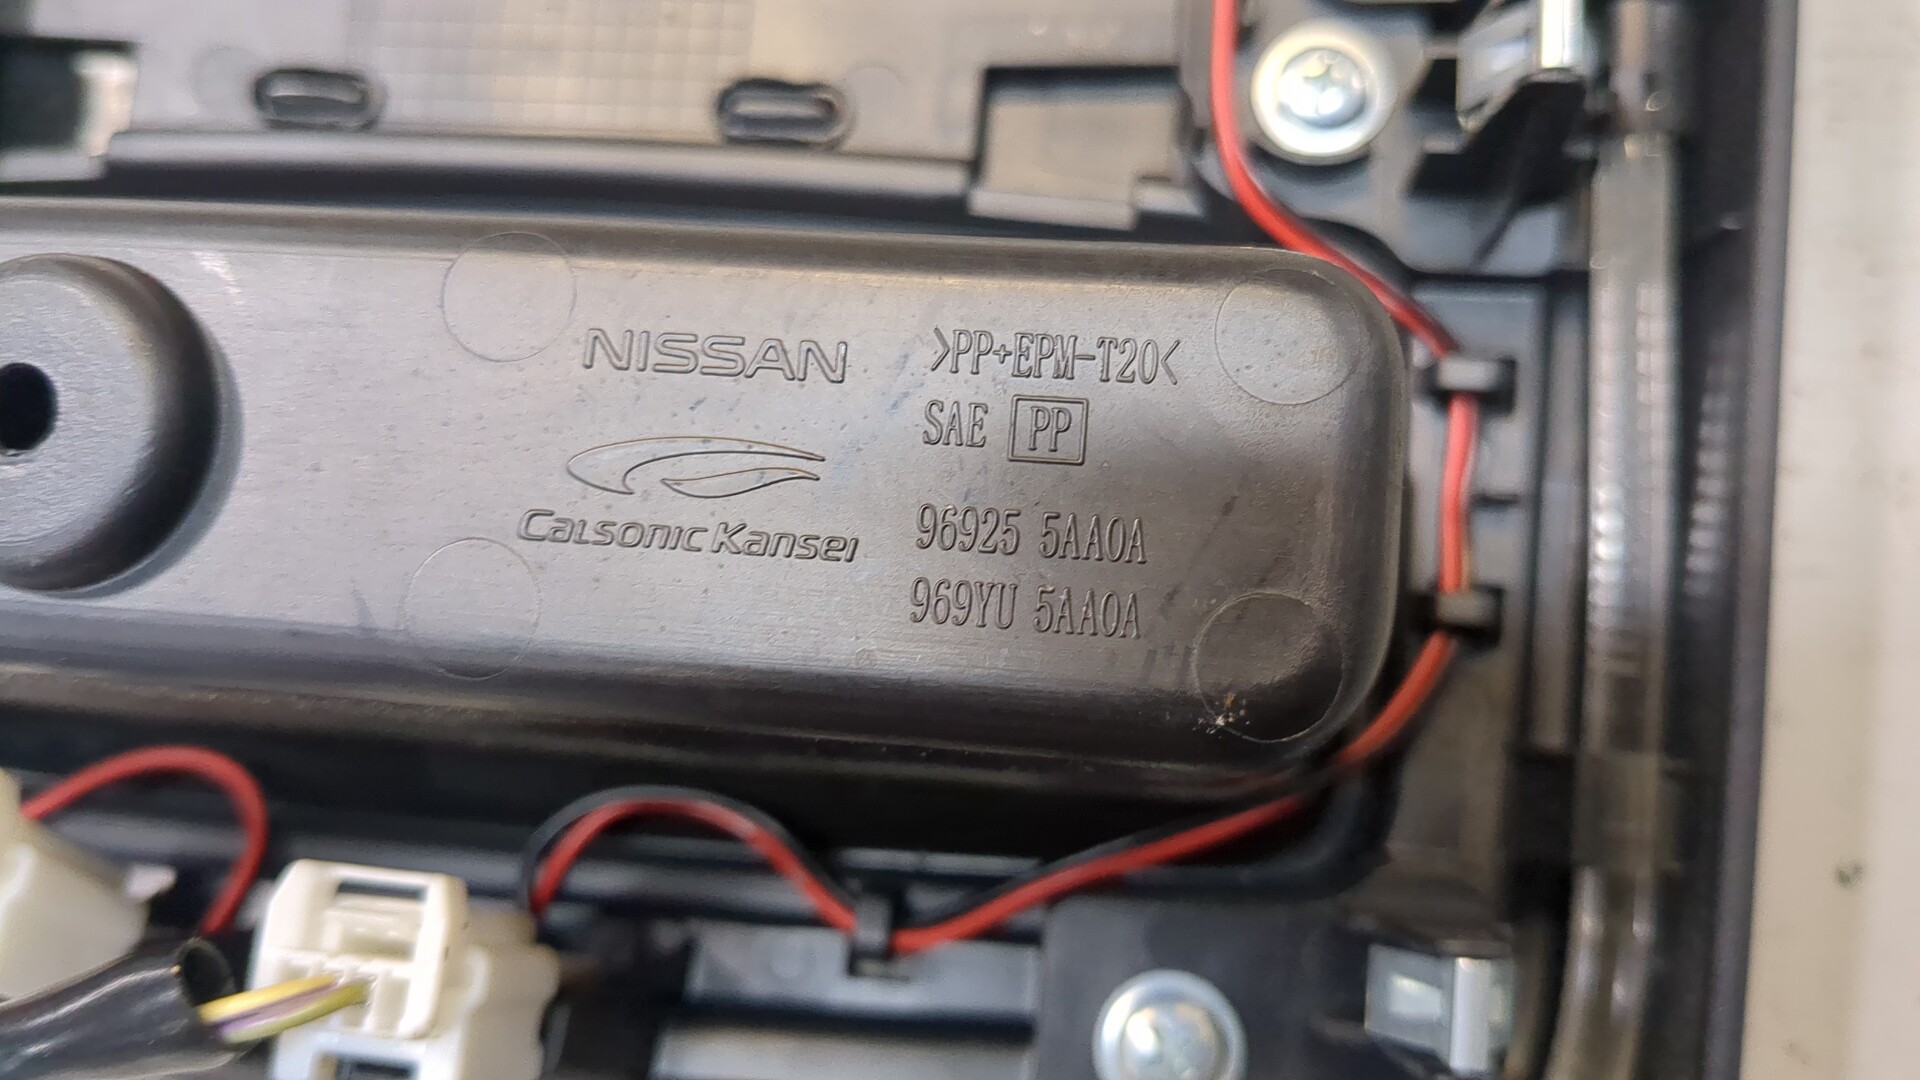 NISSAN
Calsonic Kansei
>PP+EPM-T20<
SAE PP
96925 5AA0A
969YU 5AA0A